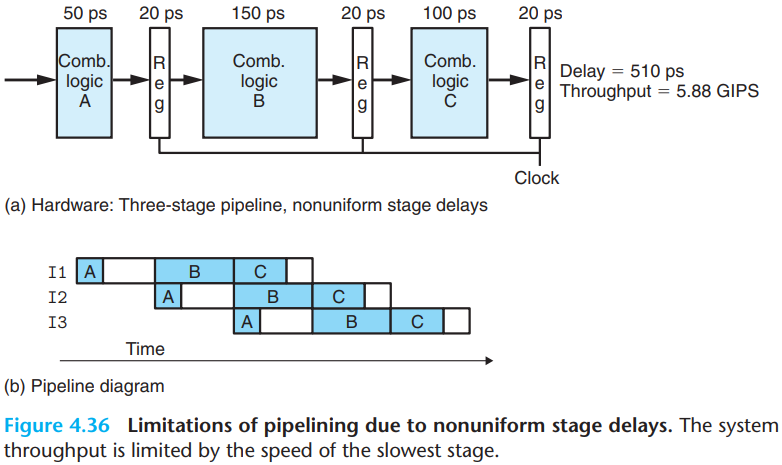 50 ps 20 ps 150 ps 20 ps 100 ps 20 ps
Comb.
logic
A
R
e
g
Comb.
logic
B
R
e
g
Comb.
logic
C
R
e
g
Delay = 510 ps
Throughput = 5.88 GIPS
Clock
(a) Hardware: Three-stage pipeline, nonuniform stage delays
I1 A B C
I2 A B C
I3 A B C
Time
(b) Pipeline diagram
Figure 4.36 Limitations of pipelining due to nonuniform stage delays. The system
throughput is limited by the speed of the slowest stage.